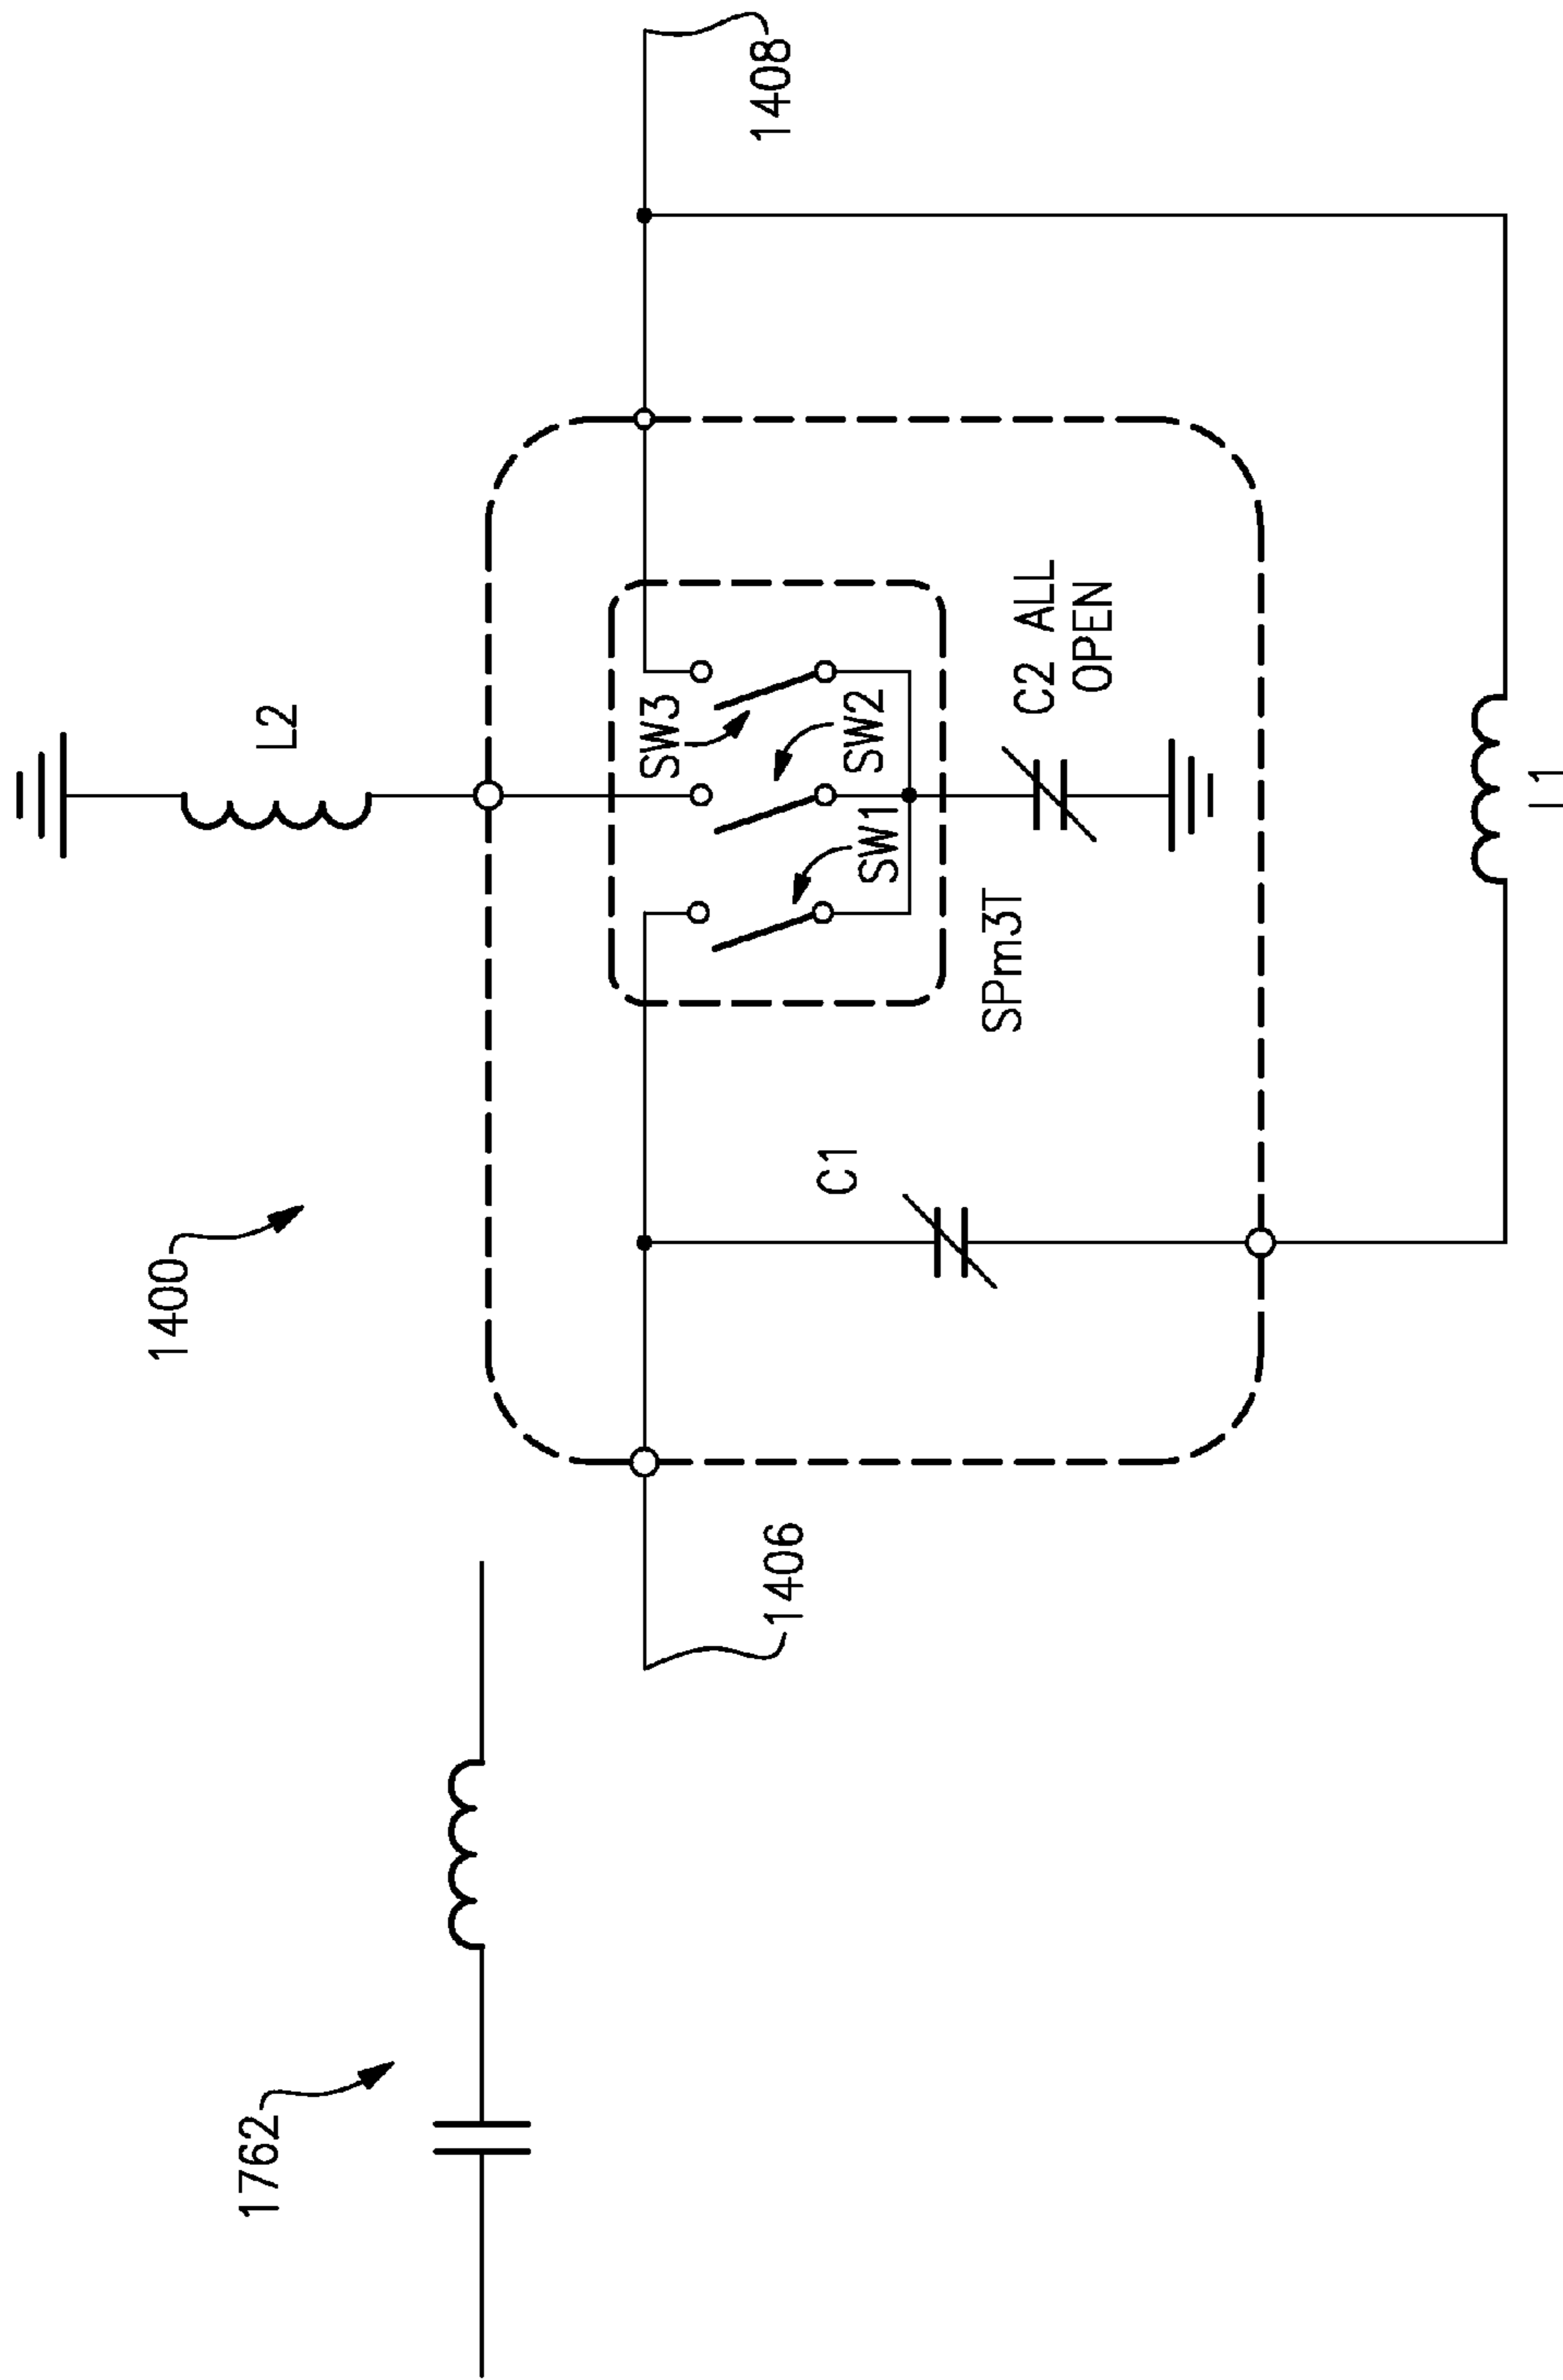 1762
1400
L2
1406
1408
C1
SPm3T
SW1
SW2
SW3
C2 ALL
OPEN
L1